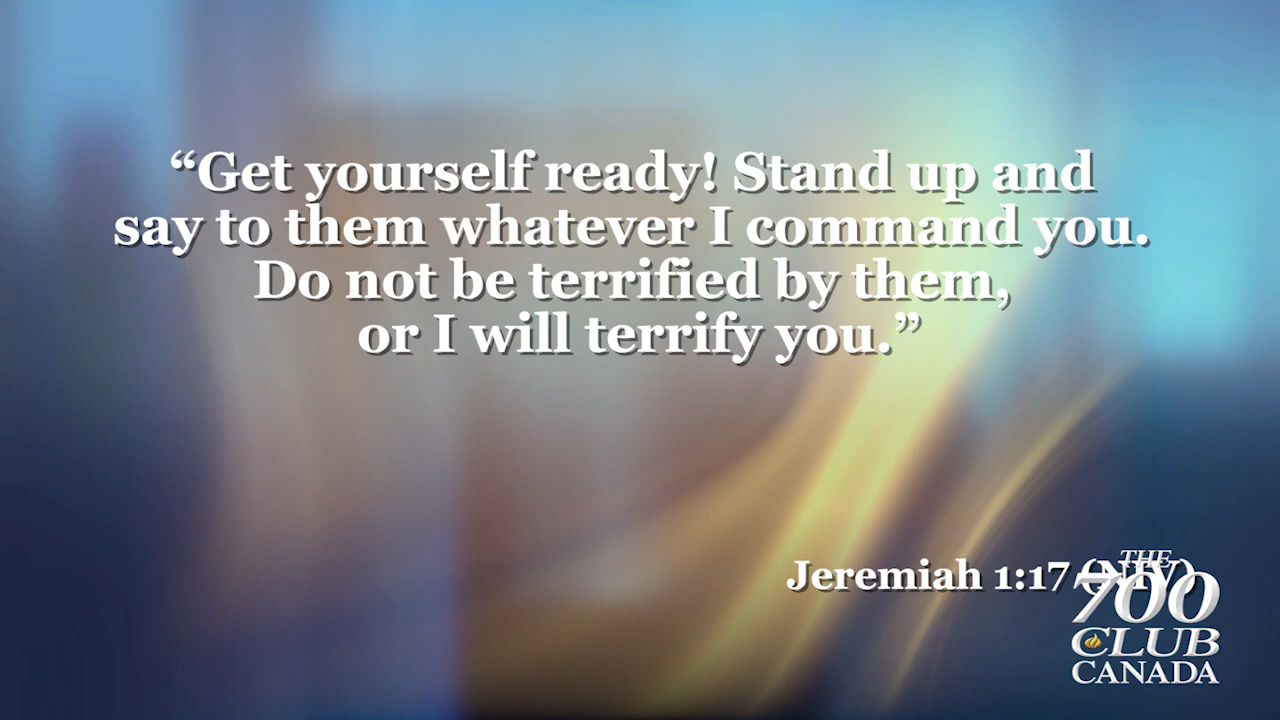 “Get yourself ready! Stand up and
say to them whatever I command you.
Do not be terrified by them,
or I will terrify you.”
Jeremiah 1:17
THE
700
CLUB
CANADA